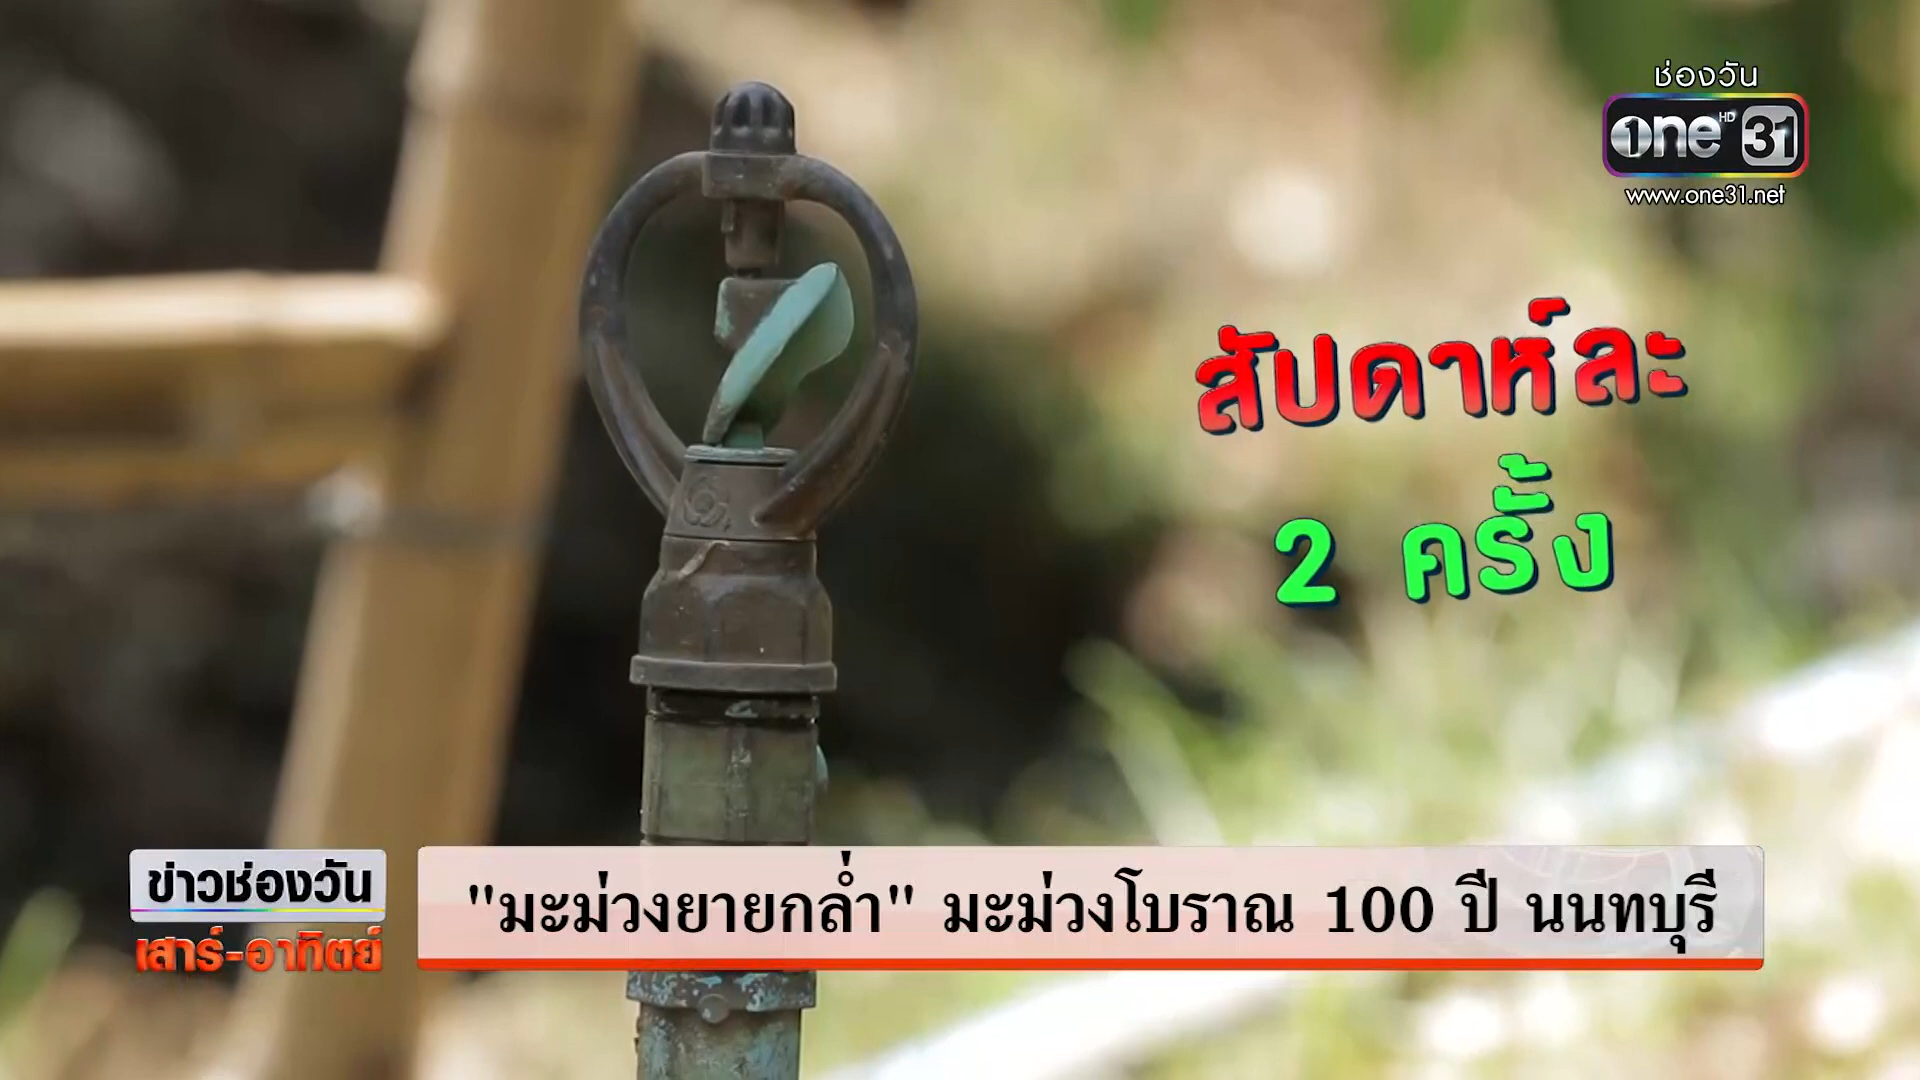 ช่องวัน
one HD 31
www.one31.net
สัปดาห์ละ
2 ครั้ง
ข่าวช่องวัน
เสาร์-อาทิตย์
"มะม่วงยายกล่ำ" มะม่วงโบราณ 100 ปี นนทบุรี